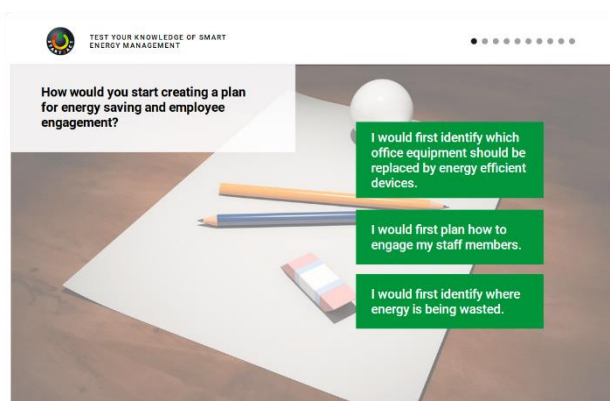 TEST YOUR KNOWLEDGE OF SMART
ENERGY MANAGEMENT
How would you start creating a plan
for energy saving and employee
engagement?
I would first identify which
office equipment should be
replaced by energy efficient
devices.
I would first plan how to
engage my staff members.
I would first identify where
energy is being wasted.